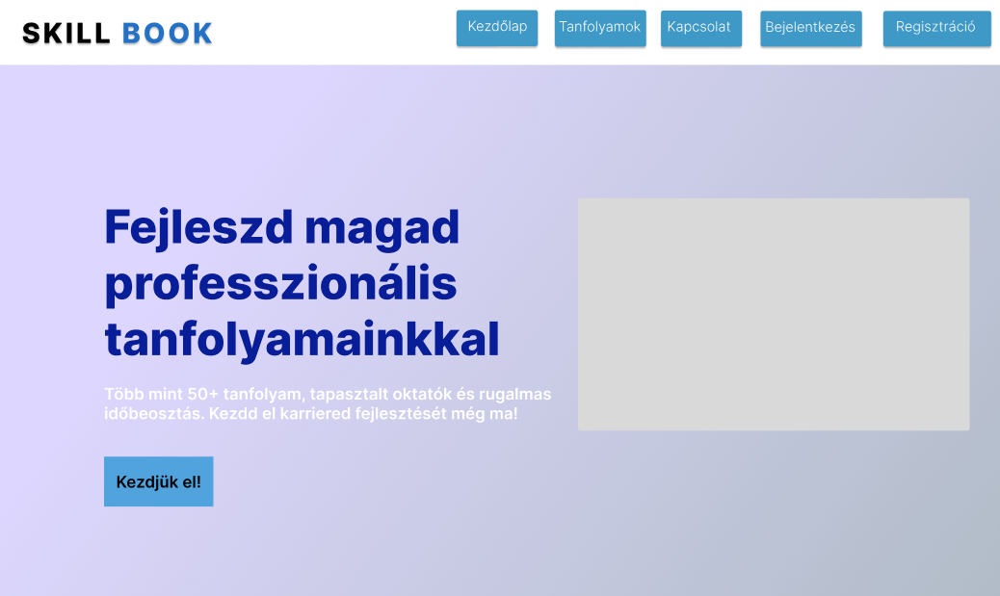 SKILL BOOK
Kezdőlap
Tanfolyamok
Kapcsolat
Bejelentkezés
Regisztráció
Fejleszd magad
professzionális
tanfolyamainkkal
Több mint 50+ tanfolyam, tapasztalt oktatók és rugalmas
időbeosztás. Kezdd el karriered fejlesztését még ma!
Kezdjük el!